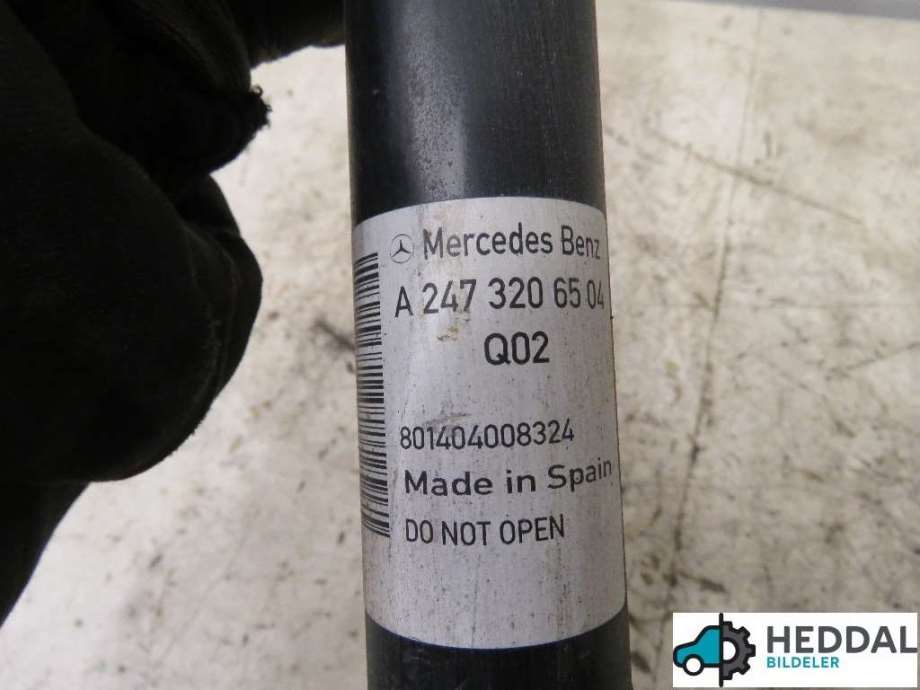 Mercedes Benz
A 247 320 65 04
Q02
801404008324
Made in Spain
DO NOT OPEN
HEDDAL
BILDELER